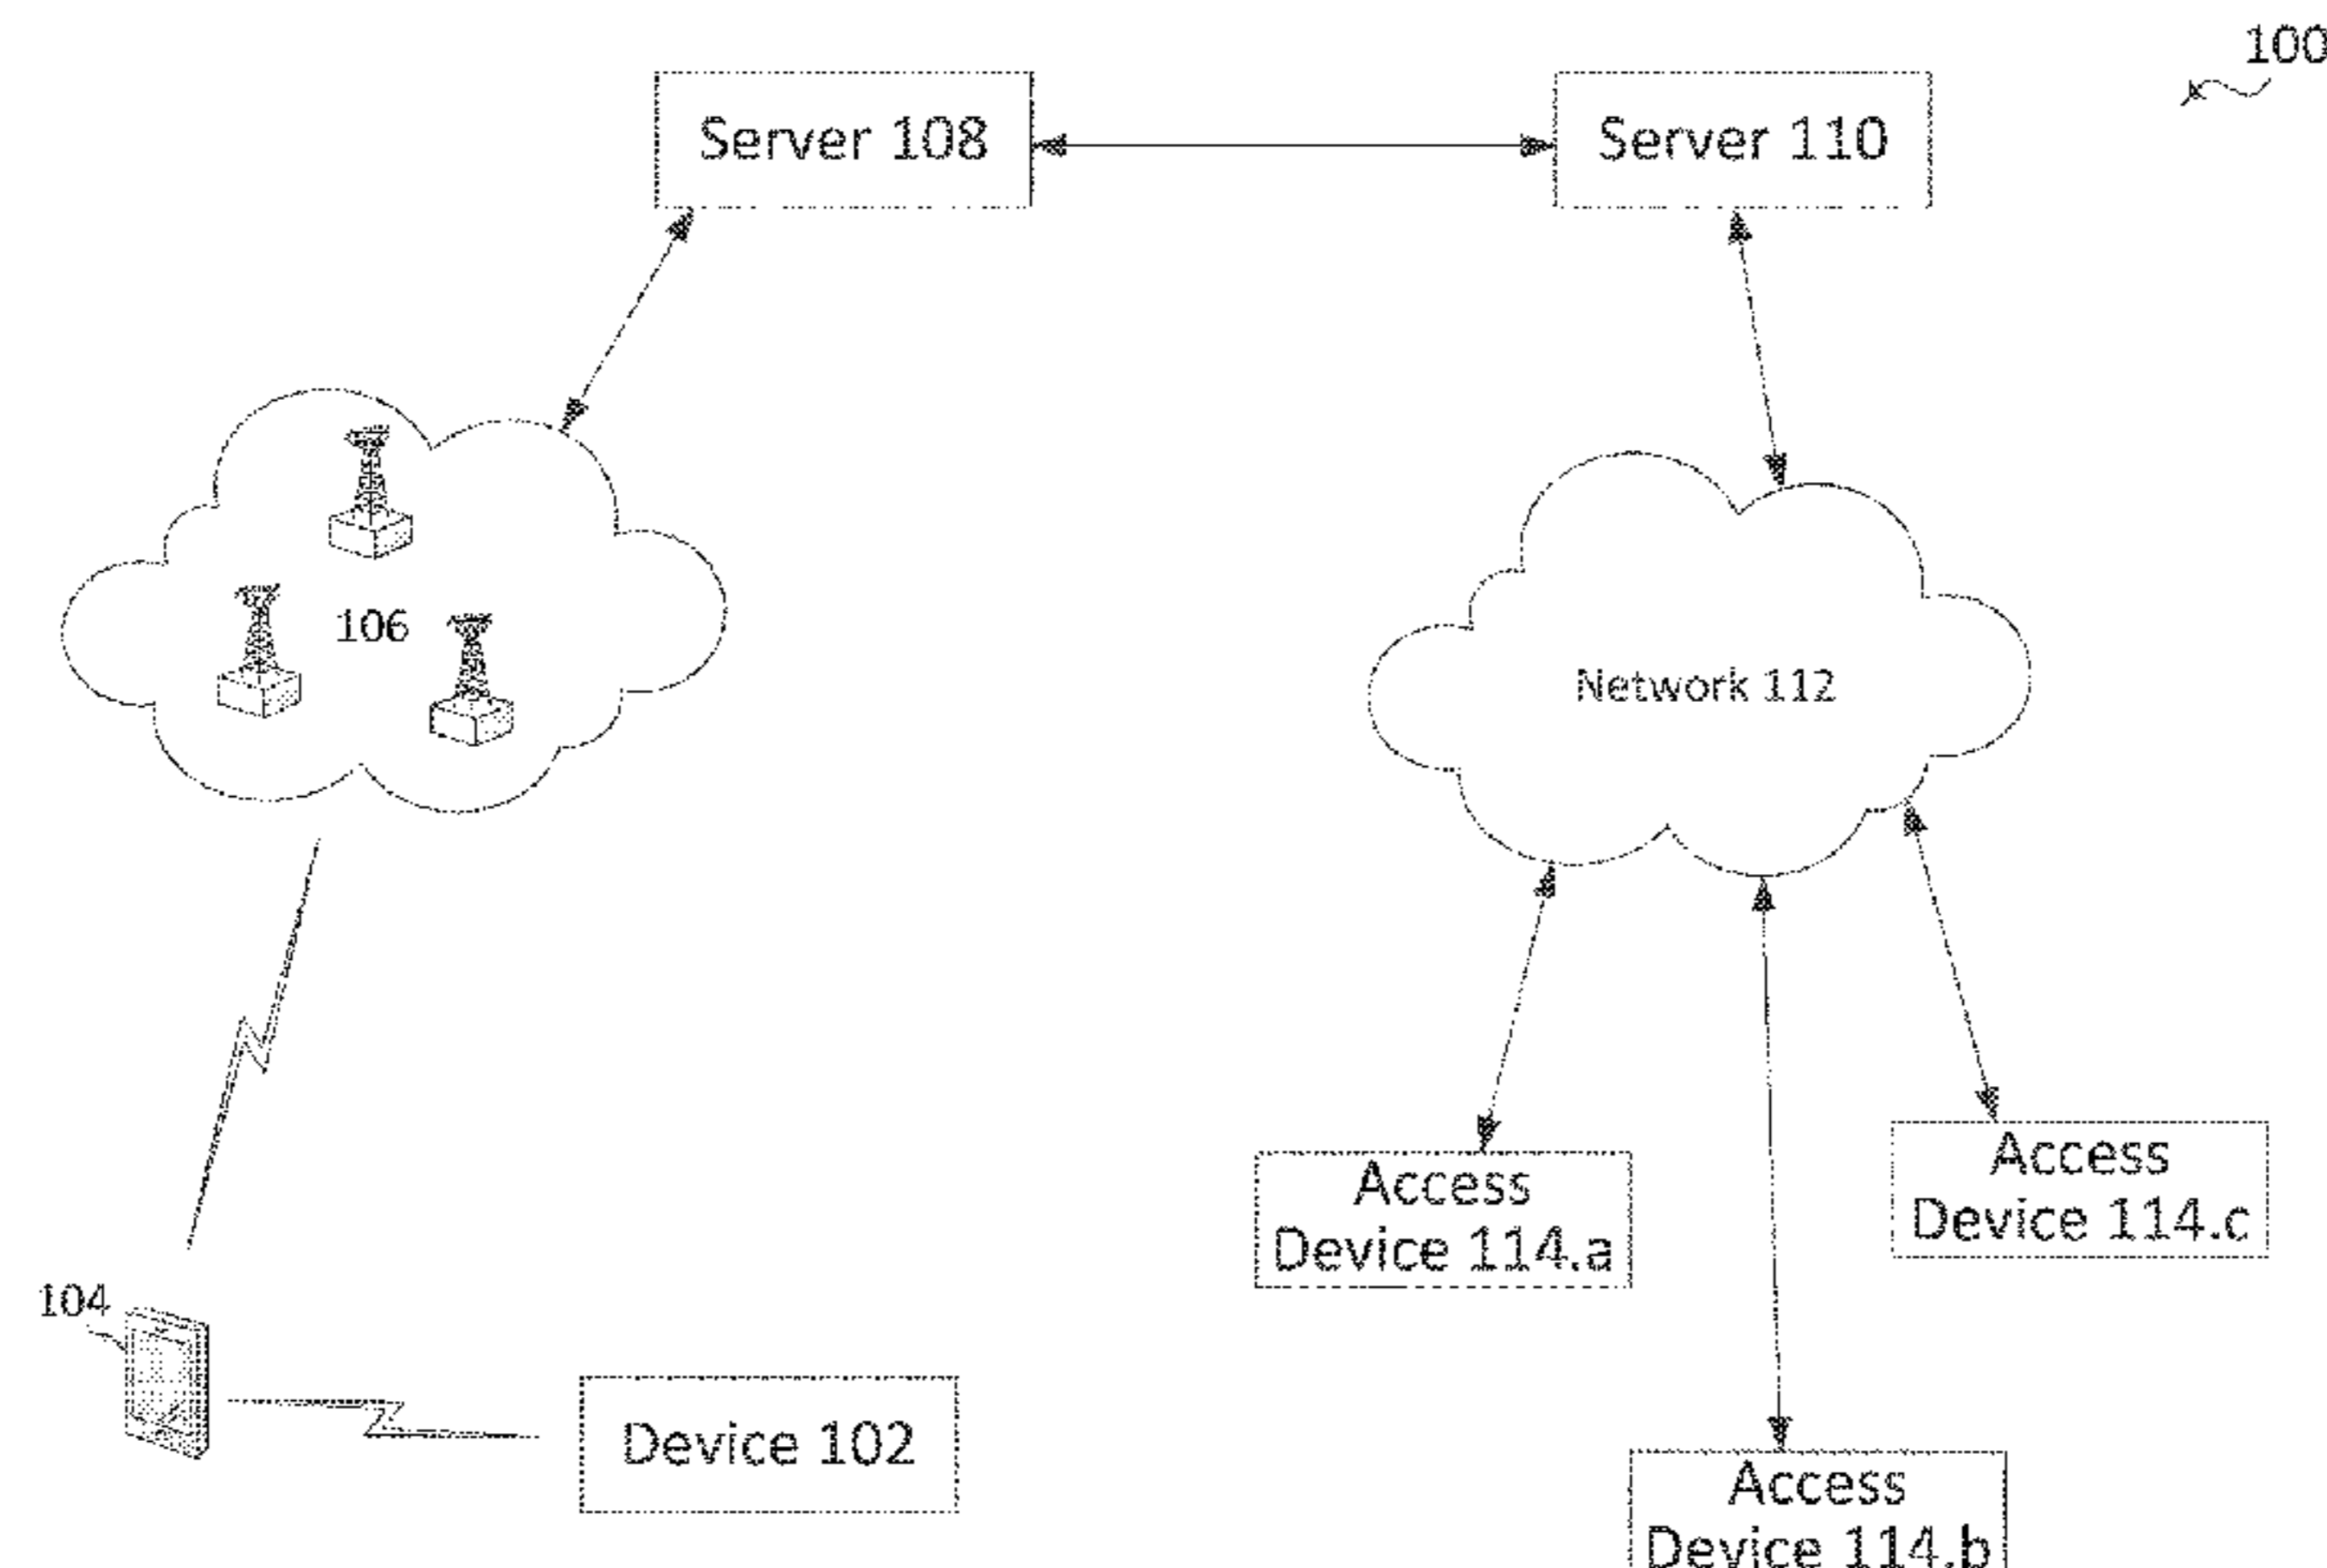 100
Server 108
Server 110
106
Network 112
Access
Device 114.a
Access
Device 114.c
104
Device 102
Access
Device 114.b